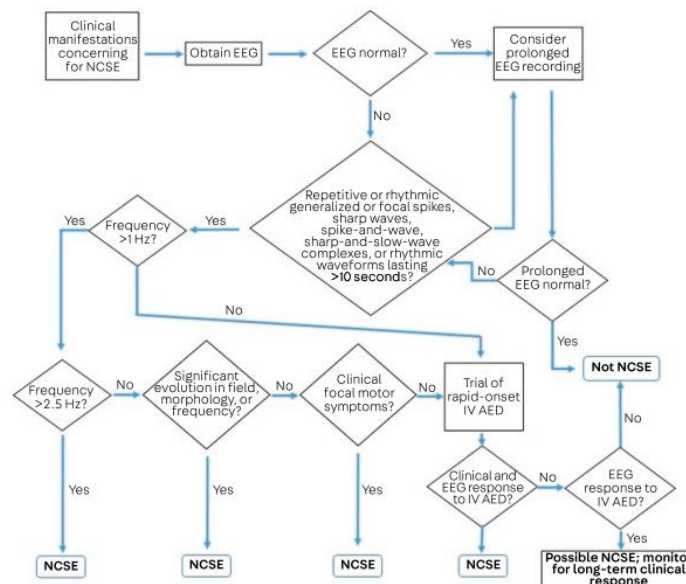 Clinical
manifestations
concerning
for NCSE
Obtain EEG
EEG normal?
Yes
Consider
prolonged
EEG recording
No
Repetitive or rhythmic
generalized or focal spikes,
sharp waves,
spike-and-wave,
sharp-and-slow-wave
complexes, or rhythmic
waveforms lasting
>10 seconds?
Yes
Frequency
>1 Hz?
Yes
No
No
Prolonged
EEG normal?
Yes
Not NCSE
Frequency
>2.5 Hz?
No
Significant
evolution in field,
morphology, or
frequency?
No
Clinical
focal motor
symptoms?
No
Trial of
rapid-onset
IV AED
No
Clinical and
EEG response
to IV AED?
No
EEG
response to
IV AED?
Yes
Yes
Yes
Yes
Yes
NCSE
NCSE
NCSE
NCSE
Possible NCSE; monito
for long-term clinical
response